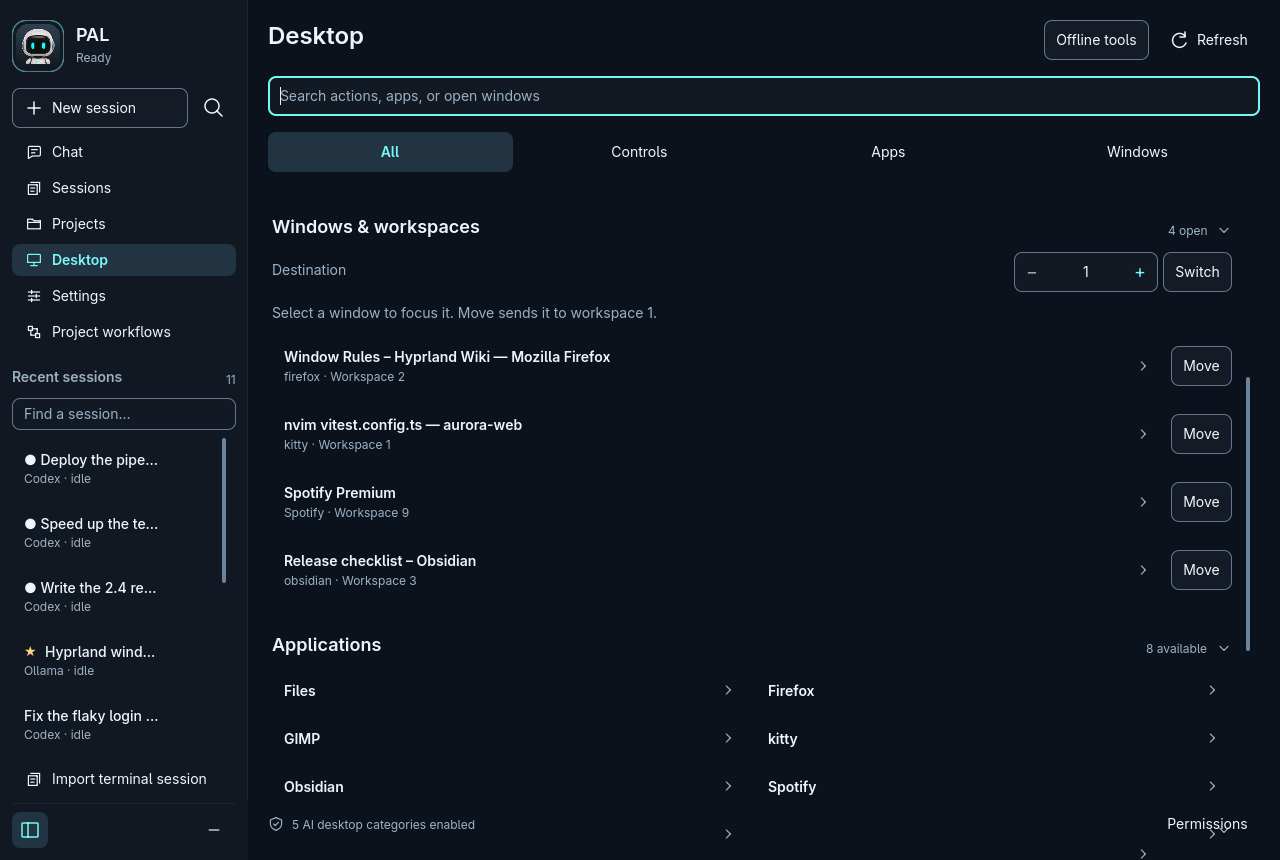 PAL
Ready
New session
Chat
Sessions
Projects
Desktop
Settings
Project workflows
Recent sessions 11
Find a session...
Deploy the pipe...
Codex · idle
Speed up the te...
Codex · idle
Write the 2.4 re...
Codex · idle
★ Hyprland wind...
Ollama · idle
Fix the flaky login ...
Codex · idle
Import terminal session
Desktop
Offline tools Refresh
Search actions, apps, or open windows
All Controls Apps Windows
Windows & workspaces 4 open
Destination − 1 + Switch
Select a window to focus it. Move sends it to workspace 1.
Window Rules – Hyprland Wiki — Mozilla Firefox
firefox · Workspace 2
Move
nvim vitest.config.ts — aurora-web
kitty · Workspace 1
Move
Spotify Premium
Spotify · Workspace 9
Move
Release checklist – Obsidian
obsidian · Workspace 3
Move
Applications 8 available
Files Firefox
GIMP kitty
Obsidian Spotify
5 AI desktop categories enabled Permissions